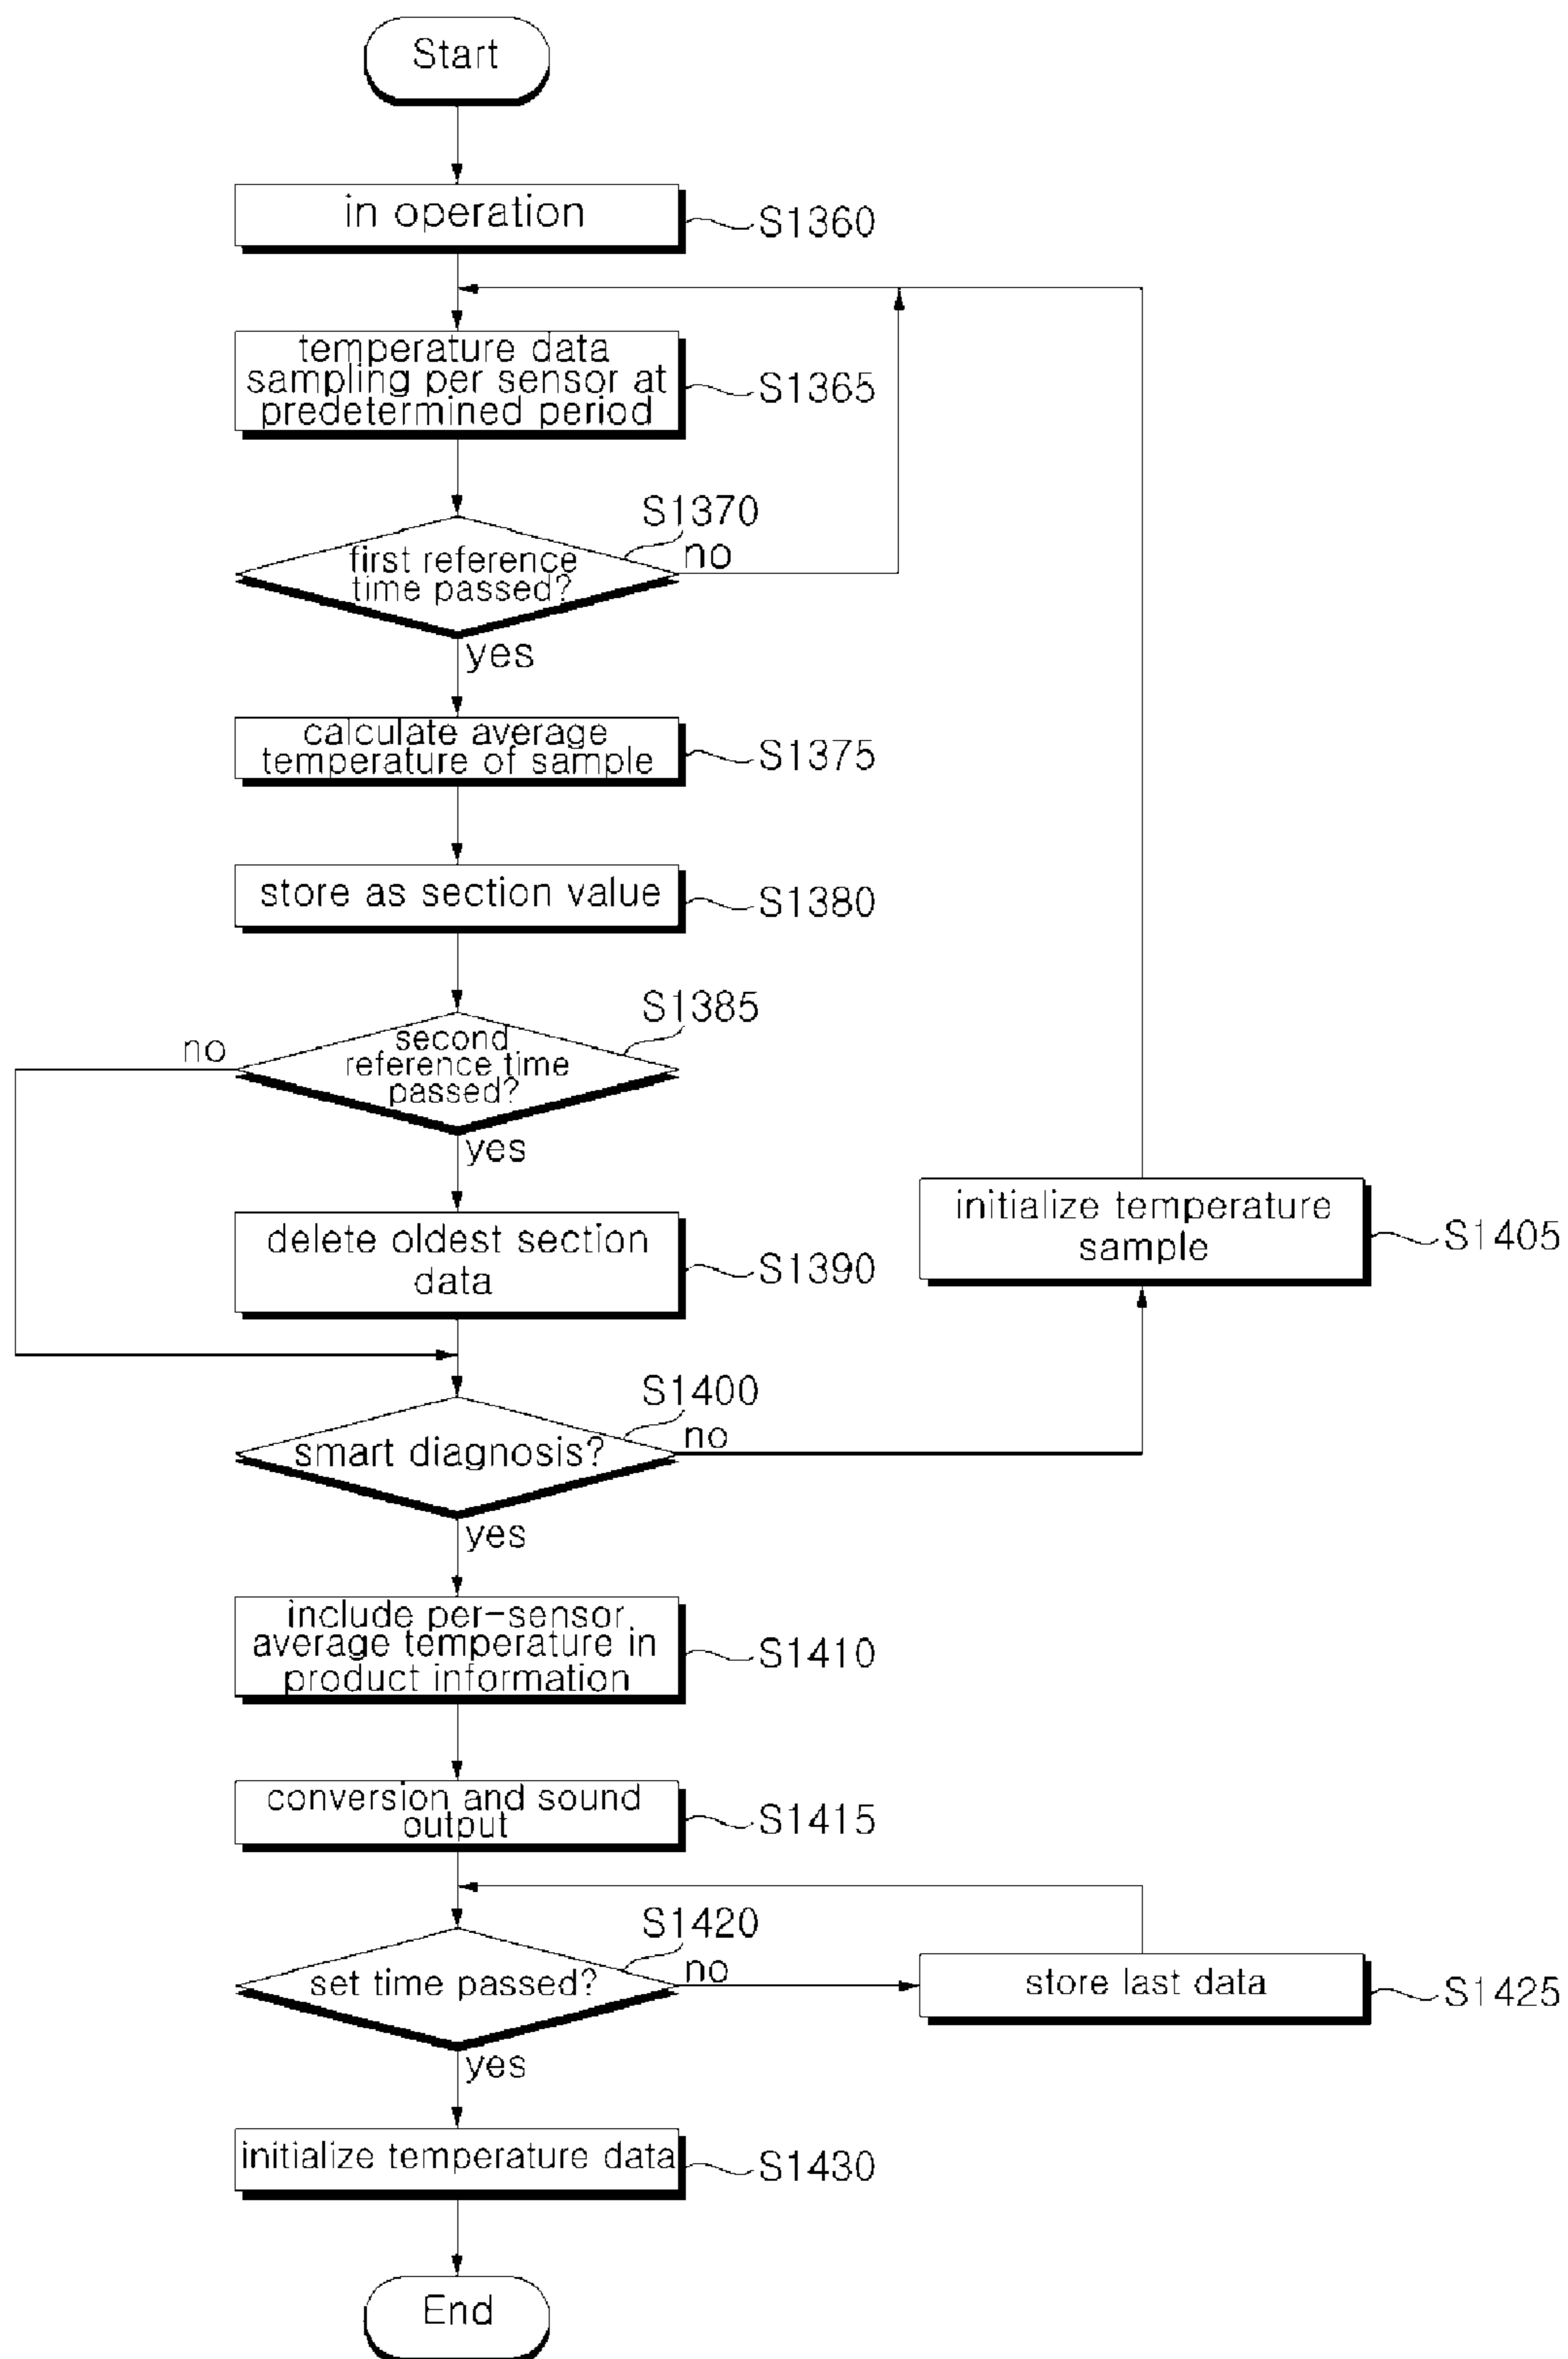 Start
in operation
S1360
temperature data
sampling per sensor at
predetermined period
S1365
S1370
first reference
time passed?
no
yes
calculate average
temperature of sample
S1375
store as section value
S1380
S1385
second
reference time
passed?
no
yes
delete oldest section
data
S1390
initialize temperature
sample
S1405
S1400
smart diagnosis?
no
yes
include per-sensor
average temperature in
product information
S1410
conversion and sound
output
S1415
S1420
set time passed?
no
store last data
S1425
yes
initialize temperature data
S1430
End